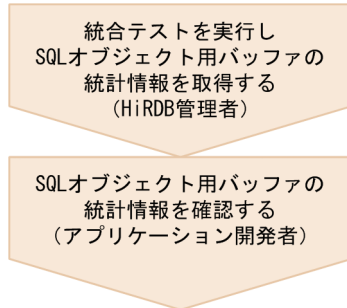 統合テストを実行し
SQLオブジェクト用バッファの
統計情報を取得する
（HiRDB管理者）
SQLオブジェクト用バッファの
統計情報を確認する
（アプリケーション開発者）